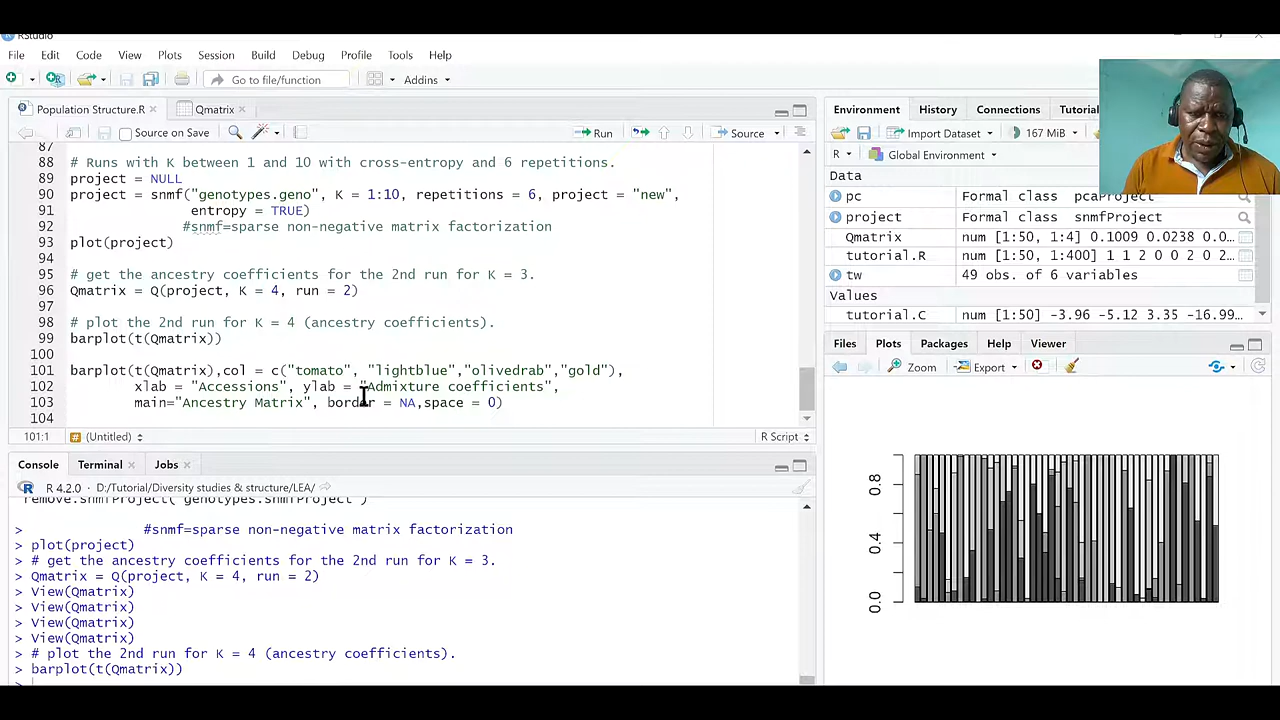 RStudio
File Edit Code View Plots Session Build Debug Profile Tools Help
Go to file/function Addins
Population Structure.R Qmatrix
Source on Save Run Source
87
88 # Runs with K between 1 and 10 with cross-entropy and 6 repetitions.
89 project = NULL
90 project = snmf("genotypes.geno", K = 1:10, repetitions = 6, project = "new",
91 entropy = TRUE)
92 #snmf=sparse non-negative matrix factorization
93 plot(project)
94
95 # get the ancestry coefficients for the 2nd run for K = 3.
96 Qmatrix = Q(project, K = 4, run = 2)
97
98 # plot the 2nd run for K = 4 (ancestry coefficients).
99 barplot(t(Qmatrix))
100
101 barplot(t(Qmatrix),col = c("tomato", "lightblue","olivedrab","gold"),
102 xlab = "Accessions", ylab = "Admixture coefficients",
103 main="Ancestry Matrix", border = NA,space = 0)
104
101:1 (Untitled) R Script
Console Terminal Jobs
R 4.2.0 · D:/Tutorial/Diversity studies & structure/LEA/
remove.snmfProject("genotypes.snmfProject")
> #snmf=sparse non-negative matrix factorization
> plot(project)
> # get the ancestry coefficients for the 2nd run for K = 3.
> Qmatrix = Q(project, K = 4, run = 2)
> View(Qmatrix)
> View(Qmatrix)
> View(Qmatrix)
> View(Qmatrix)
> # plot the 2nd run for K = 4 (ancestry coefficients).
> barplot(t(Qmatrix))
>
Environment History Connections Tutorial
Import Dataset 167 MiB
R Global Environment
Data
pc Formal class pcaProject
project Formal class snmfProject
Qmatrix num [1:50, 1:4] 0.1009 0.0238 0.0...
tutorial.R num [1:50, 1:400] 1 1 2 0 0 2 0 2...
tw 49 obs. of 6 variables
Values
tutorial.C num [1:50] -3.96 -5.12 3.35 -16.99...
Files Plots Packages Help Viewer
Zoom Export
0.8
0.4
0.0